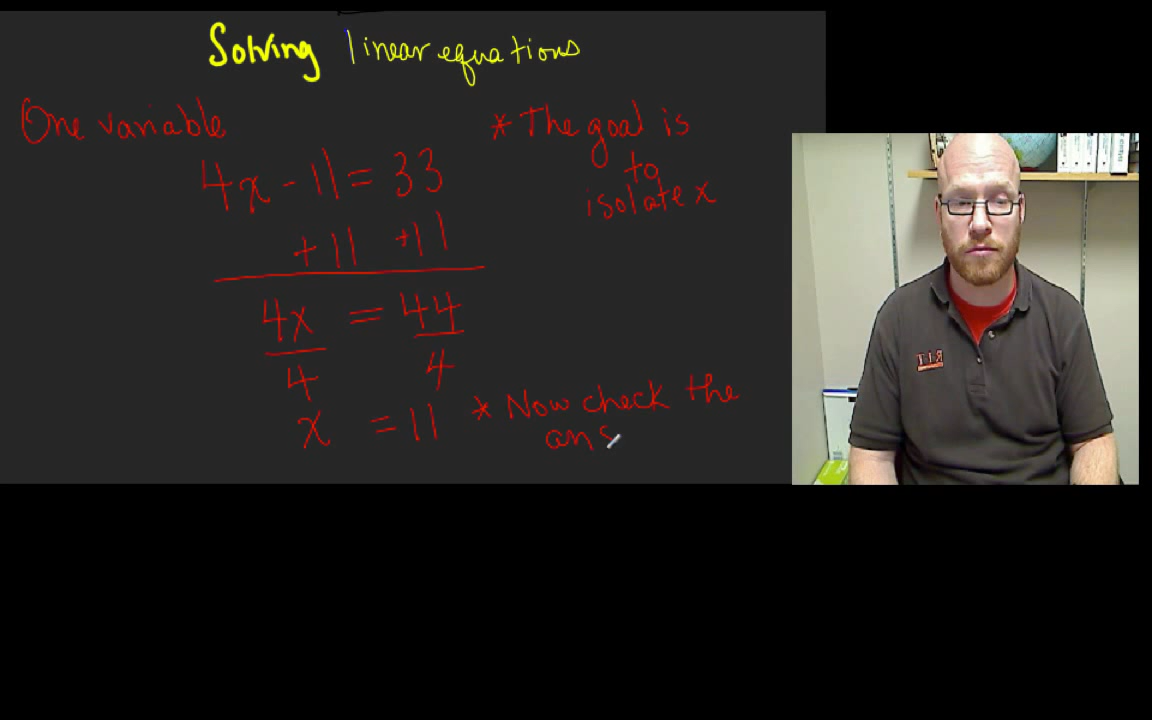 Solving linear equations
One variable
* The goal is
to
isolate x
4x - 11 = 33
+11 +11
4x = 44
4 4
x = 11
* Now check the
ans
RIT